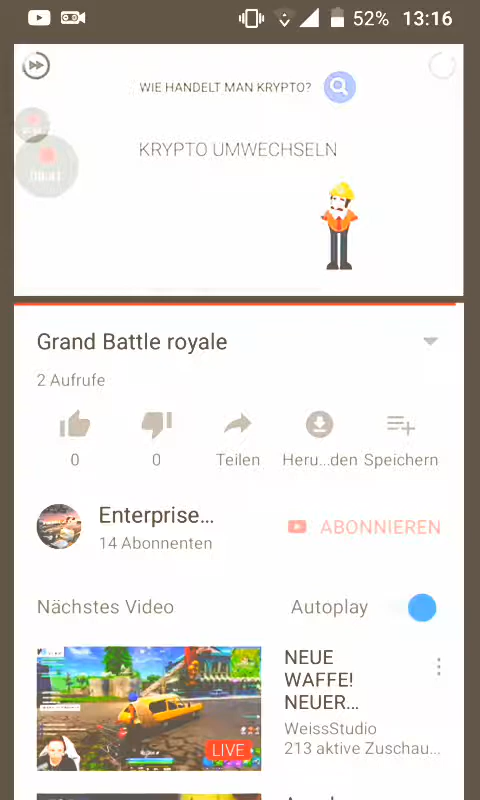 52% 13:16
WIE HANDELT MAN KRYPTO?
KRYPTO UMWECHSELN
Grand Battle royale
2 Aufrufe
0 0 Teilen Heru...den Speichern
Enterprise...
14 Abonnenten
ABONNIEREN
Nächstes Video Autoplay
NEUE
WAFFE!
NEUER...
WeissStudio
213 aktive Zuschau...
LIVE